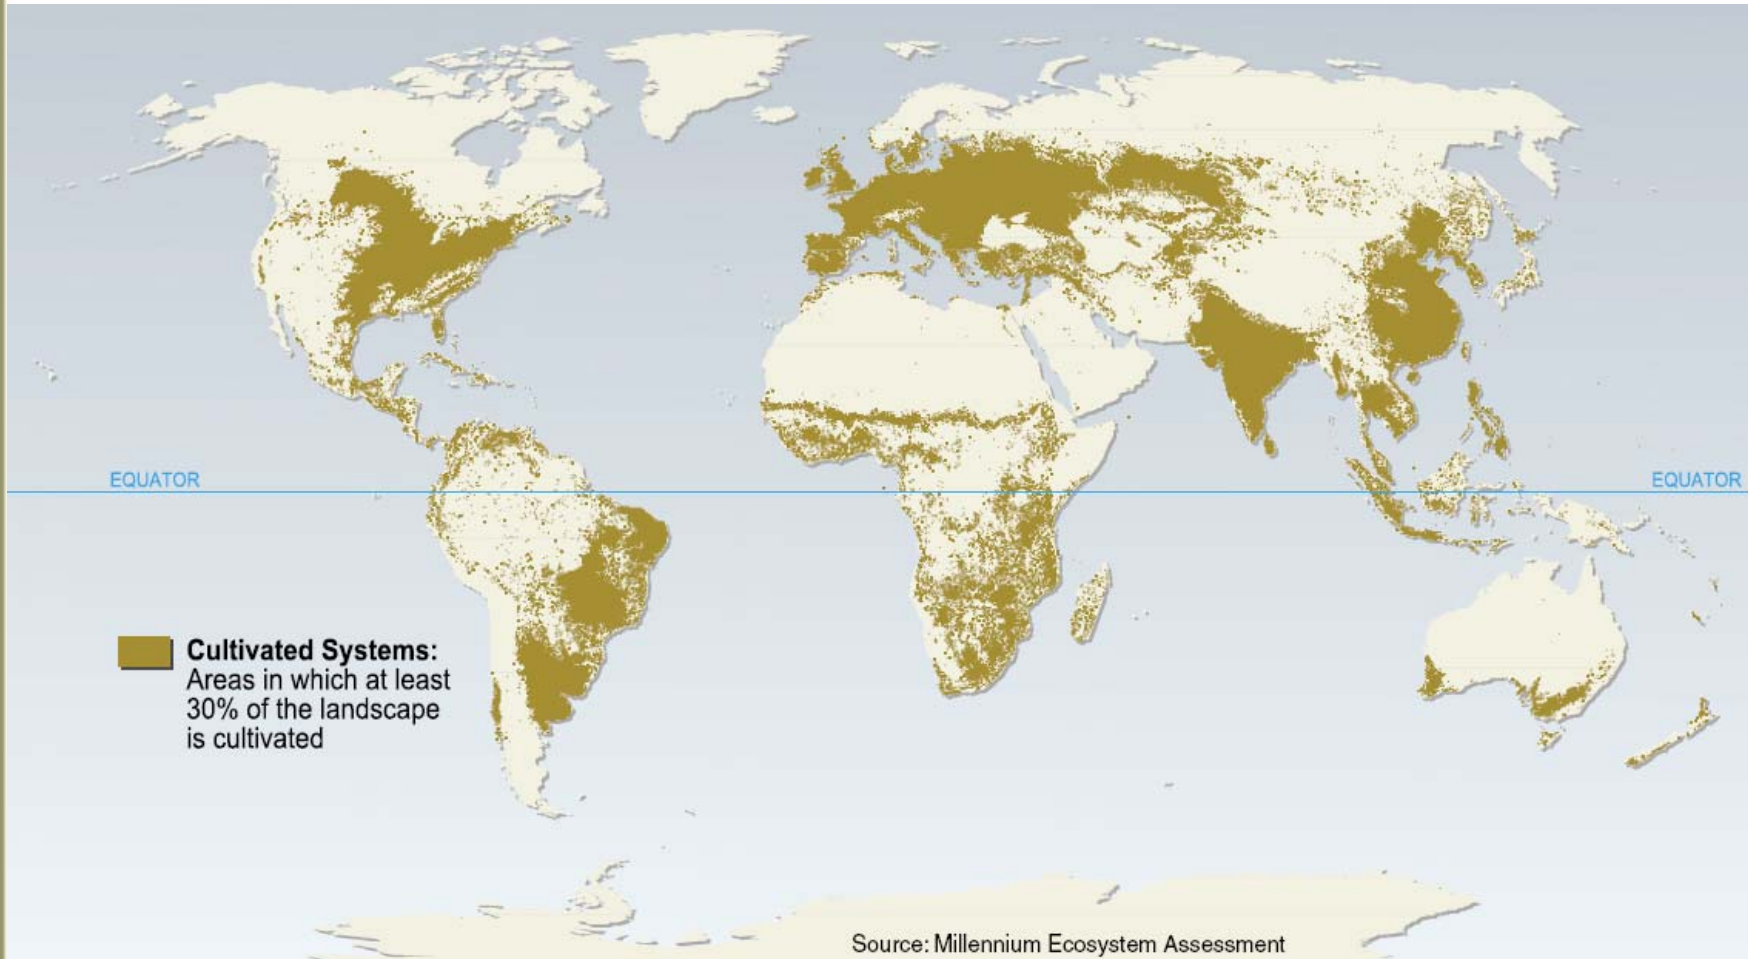 EQUATOR
EQUATOR
Cultivated Systems:
Areas in which at least
30% of the landscape
is cultivated
Source: Millennium Ecosystem Assessment